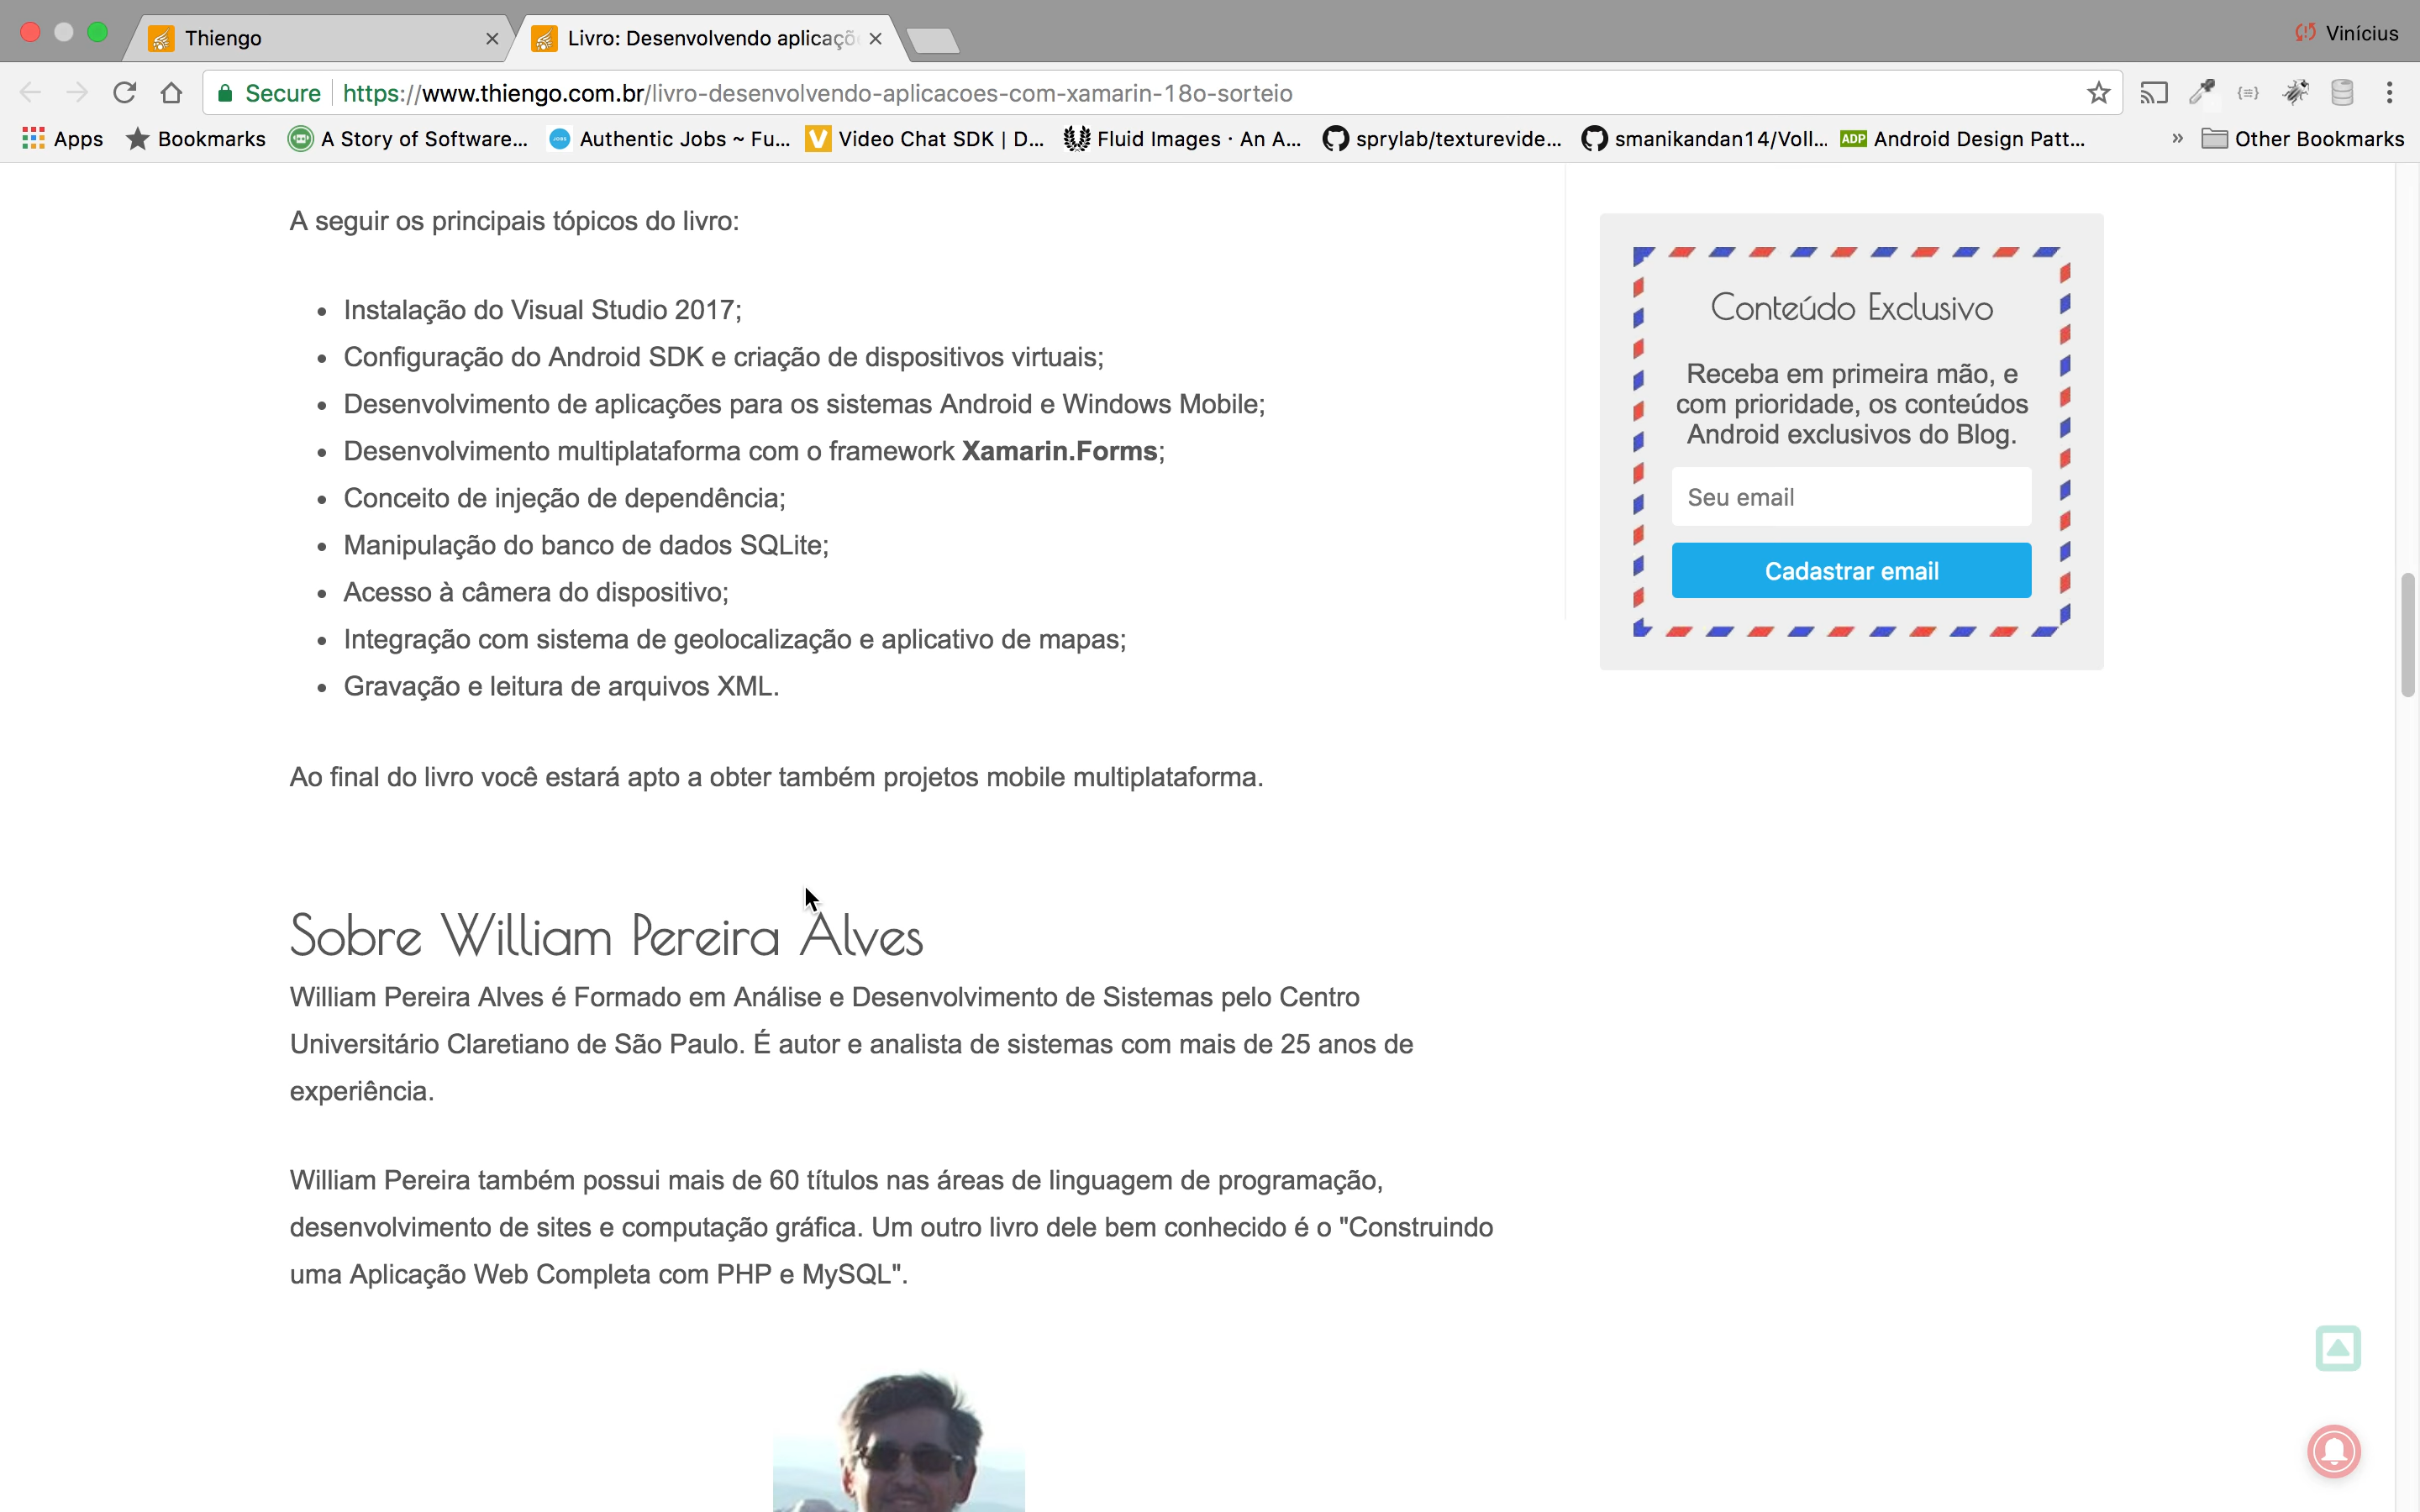 Thiengo
Livro: Desenvolvendo aplicaçõ
Vinícius
Secure https://www.thiengo.com.br/livro-desenvolvendo-aplicacoes-com-xamarin-18o-sorteio
Apps Bookmarks A Story of Software... Authentic Jobs ~ Fu... Video Chat SDK | D... Fluid Images · An A... sprylab/texturevide... smanikandan14/Voll... ADP Android Design Patt... » Other Bookmarks
A seguir os principais tópicos do livro:
• Instalação do Visual Studio 2017;
• Configuração do Android SDK e criação de dispositivos virtuais;
• Desenvolvimento de aplicações para os sistemas Android e Windows Mobile;
• Desenvolvimento multiplataforma com o framework Xamarin.Forms;
• Conceito de injeção de dependência;
• Manipulação do banco de dados SQLite;
• Acesso à câmera do dispositivo;
• Integração com sistema de geolocalização e aplicativo de mapas;
• Gravação e leitura de arquivos XML.
Ao final do livro você estará apto a obter também projetos mobile multiplataforma.
Sobre William Pereira Alves
William Pereira Alves é Formado em Análise e Desenvolvimento de Sistemas pelo Centro
Universitário Claretiano de São Paulo. É autor e analista de sistemas com mais de 25 anos de
experiência.
William Pereira também possui mais de 60 títulos nas áreas de linguagem de programação,
desenvolvimento de sites e computação gráfica. Um outro livro dele bem conhecido é o "Construindo
uma Aplicação Web Completa com PHP e MySQL".
Conteúdo Exclusivo
Receba em primeira mão, e
com prioridade, os conteúdos
Android exclusivos do Blog.
Seu email
Cadastrar email